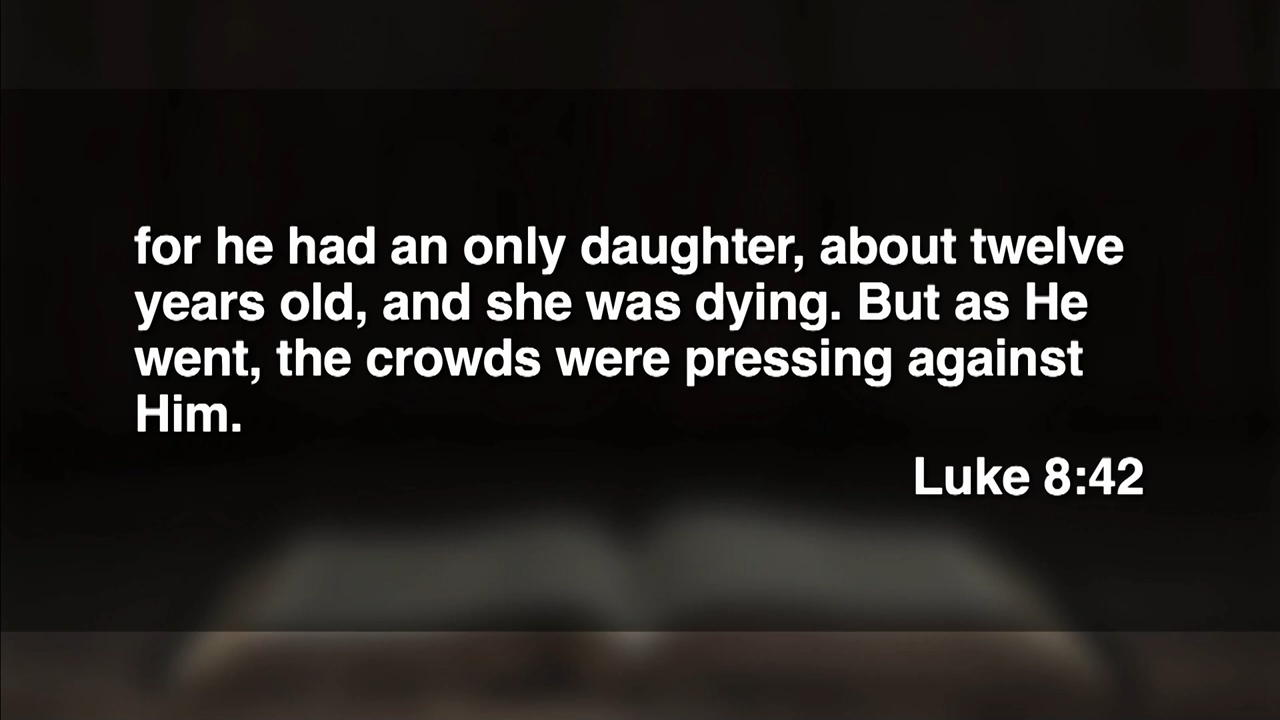 for he had an only daughter, about twelve
years old, and she was dying. But as He
went, the crowds were pressing against
Him.
Luke 8:42